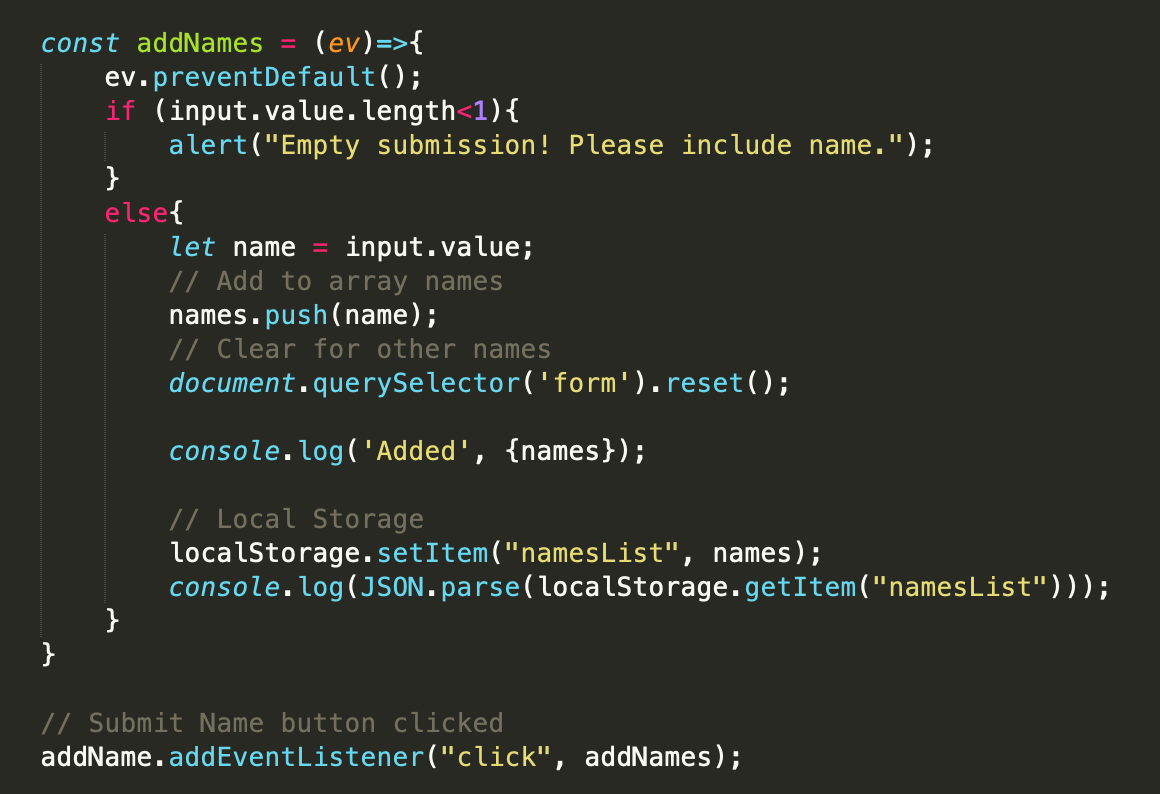 const addNames = (ev)=>{
    ev.preventDefault();
    if (input.value.length<1){
        alert("Empty submission! Please include name.");
    }
    else{
        let name = input.value;
        // Add to array names
        names.push(name);
        // Clear for other names
        document.querySelector('form').reset();

        console.log('Added', {names});

        // Local Storage
        localStorage.setItem("namesList", names);
        console.log(JSON.parse(localStorage.getItem("namesList")));
    }
}

// Submit Name button clicked
addName.addEventListener("click", addNames);